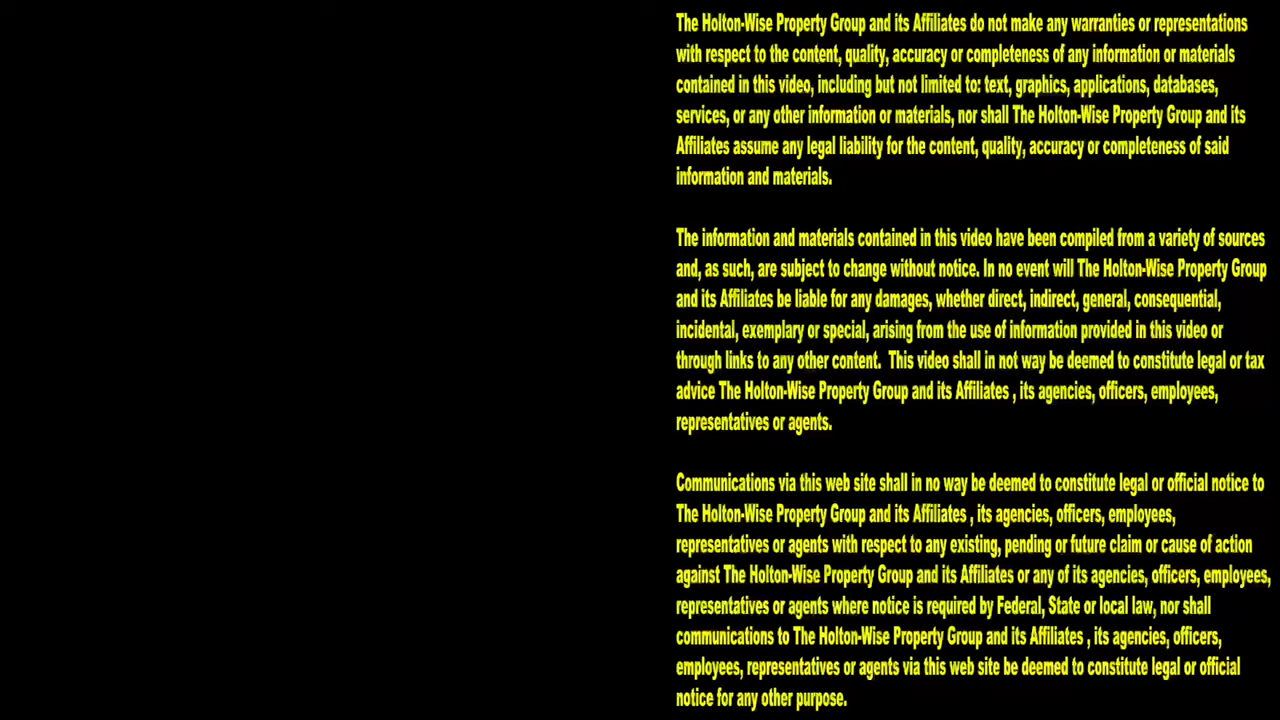 The Holton-Wise Property Group and its Affiliates do not make any warranties or representations
with respect to the content, quality, accuracy or completeness of any information or materials
contained in this video, including but not limited to: text, graphics, applications, databases,
services, or any other information or materials, nor shall The Holton-Wise Property Group and its
Affiliates assume any legal liability for the content, quality, accuracy or completeness of said
information and materials.
The information and materials contained in this video have been compiled from a variety of sources
and, as such, are subject to change without notice. In no event will The Holton-Wise Property Group
and its Affiliates be liable for any damages, whether direct, indirect, general, consequential,
incidental, exemplary or special, arising from the use of information provided in this video or
through links to any other content.  This video shall in not way be deemed to constitute legal or tax
advice The Holton-Wise Property Group and its Affiliates , its agencies, officers, employees,
representatives or agents.
Communications via this web site shall in no way be deemed to constitute legal or official notice to
The Holton-Wise Property Group and its Affiliates , its agencies, officers, employees,
representatives or agents with respect to any existing, pending or future claim or cause of action
against The Holton-Wise Property Group and its Affiliates or any of its agencies, officers, employees,
representatives or agents where notice is required by Federal, State or local law, nor shall
communications to The Holton-Wise Property Group and its Affiliates , its agencies, officers,
employees, representatives or agents via this web site be deemed to constitute legal or official
notice for any other purpose.